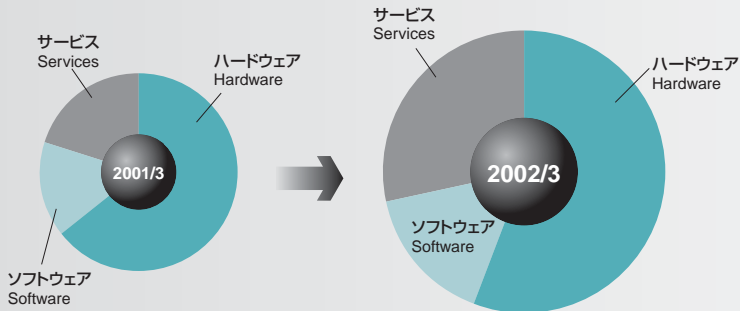 サービス
Services
ハードウェア
Hardware
2001/3
ソフトウェア
Software
サービス
Services
ハードウェア
Hardware
2002/3
ソフトウェア
Software